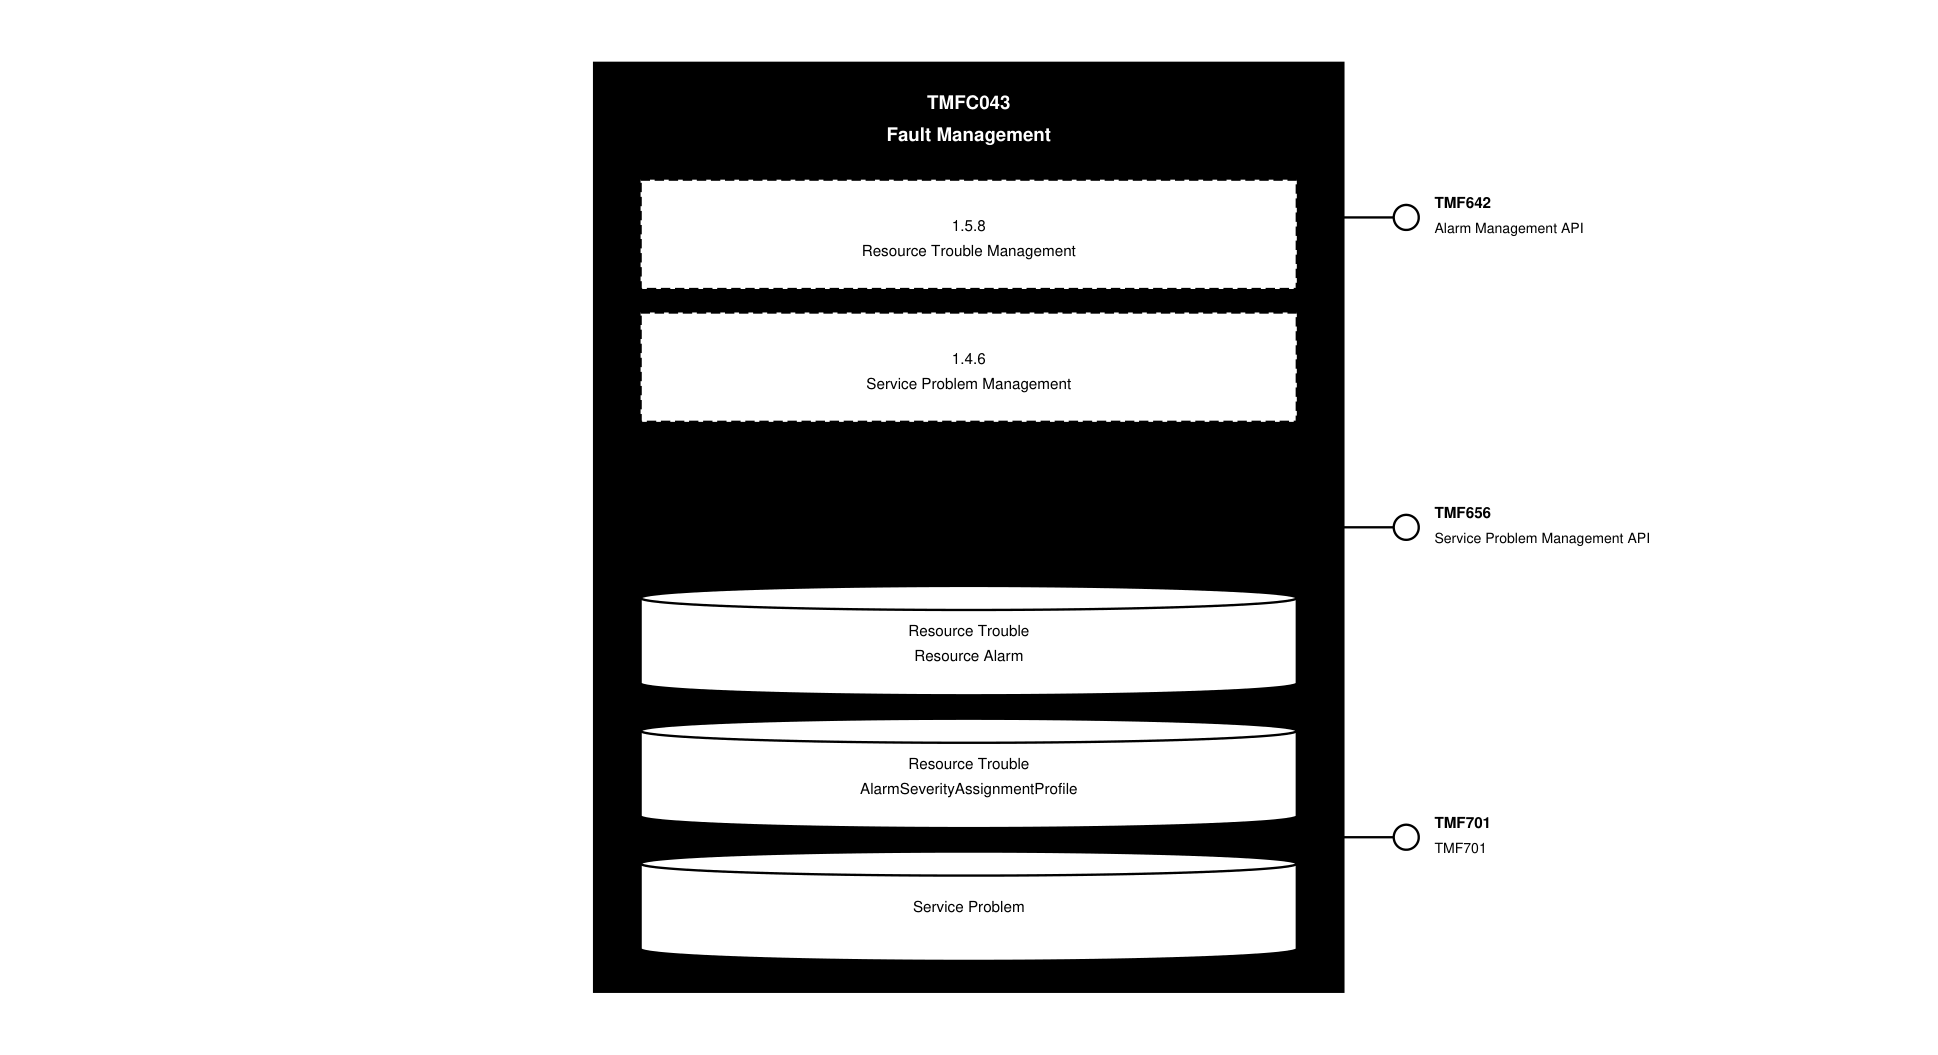 TMFC043
Fault Management
1.5.8
Resource Trouble Management
1.4.6
Service Problem Management
Resource Trouble
Resource Alarm
Resource Trouble
AlarmSeverityAssignmentProfile
Service Problem
TMF642
Alarm Management API
TMF656
Service Problem Management API
TMF701
TMF701